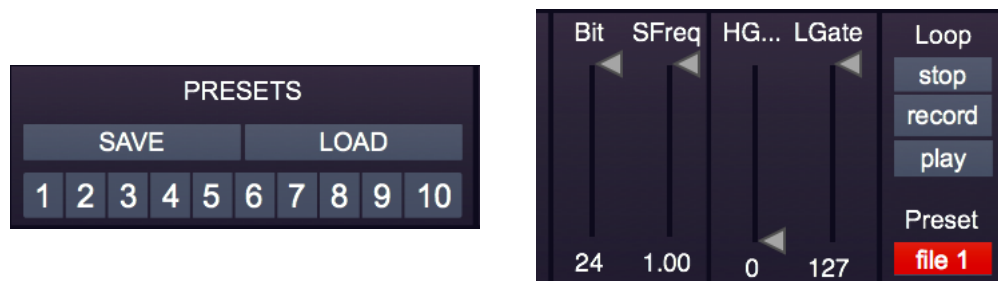 PRESETS
SAVE LOAD
1 2 3 4 5 6 7 8 9 10
Bit SFreq HG... LGate Loop
stop
record
play
Preset
24 1.00 0 127 file 1